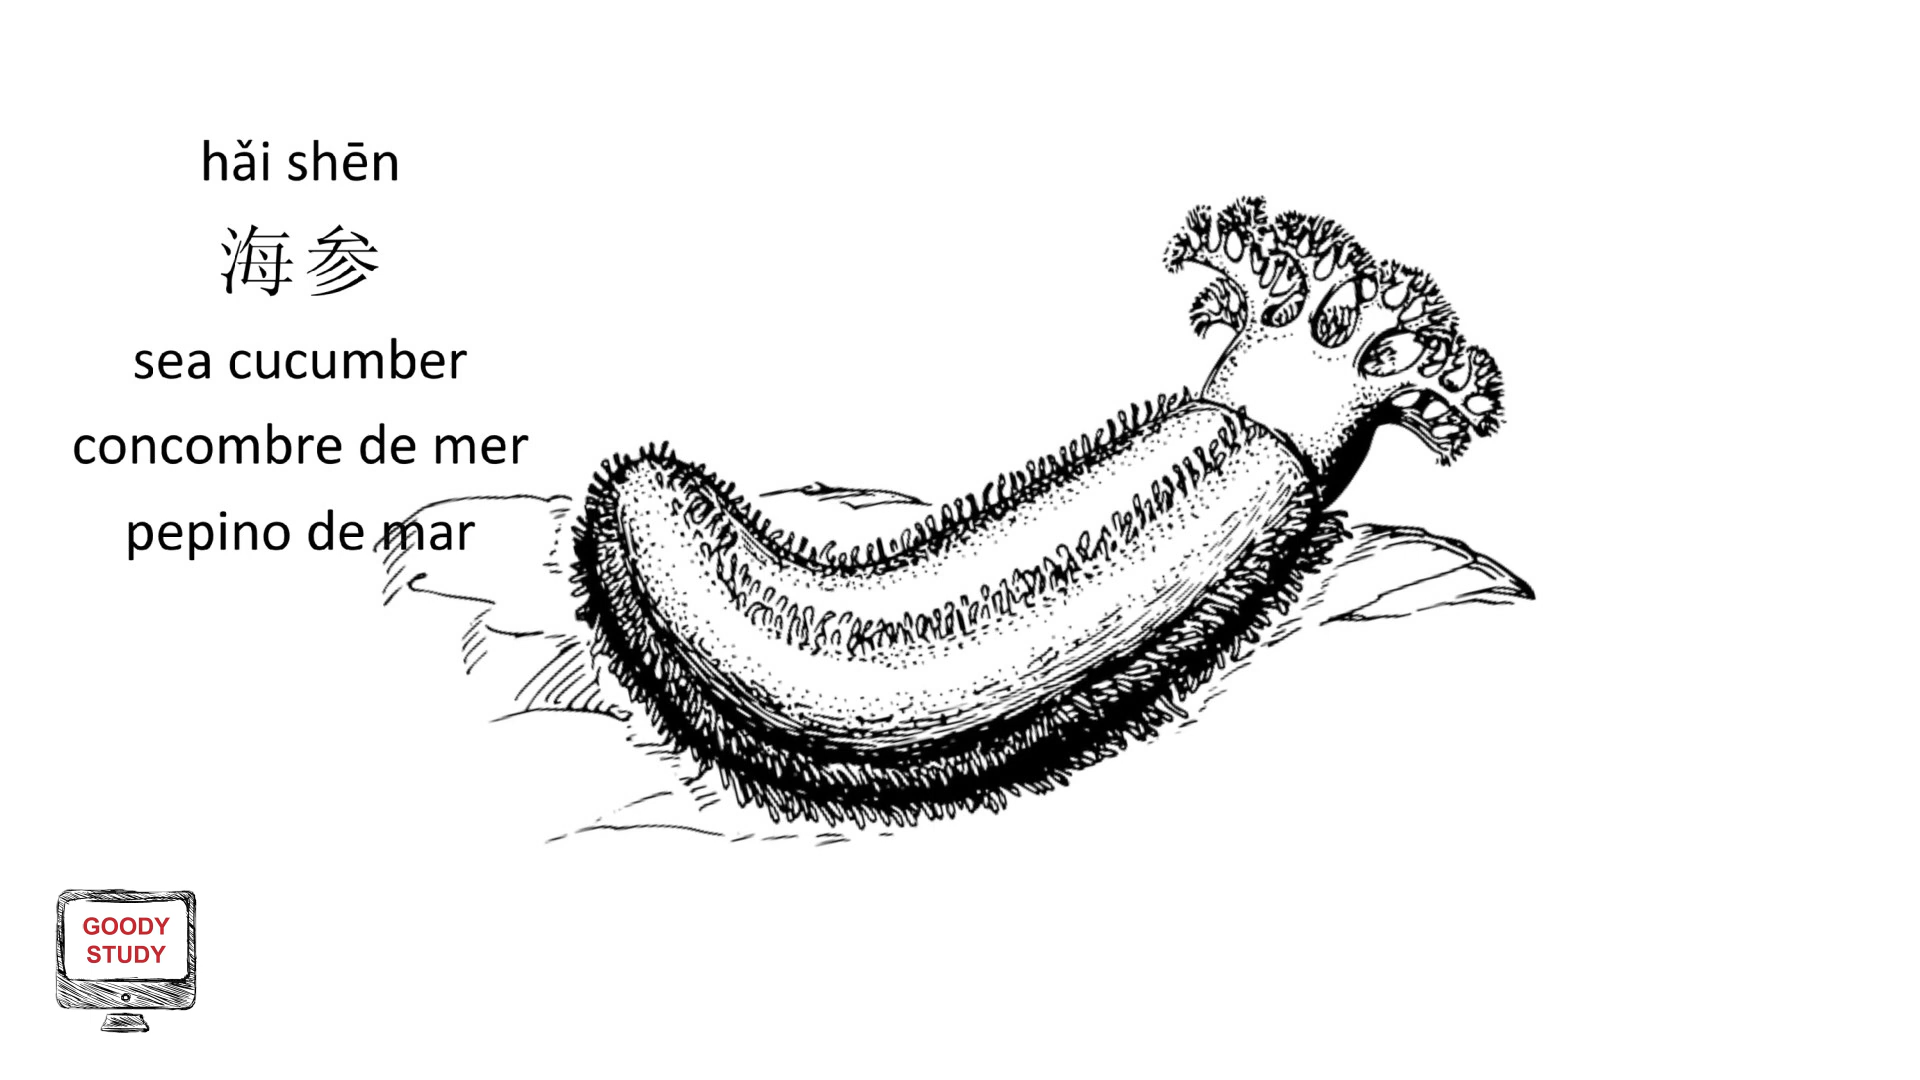 hǎi shēn
海参
sea cucumber
concombre de mer
pepino de mar
GOODY
STUDY